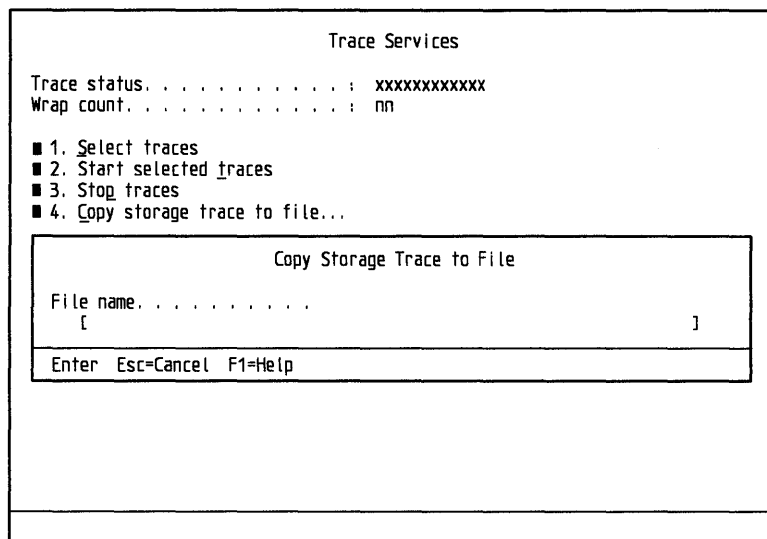 Trace Services
Trace status. . . . . . . . . . . : xxxxxxxxxxxx
Wrap count. . . . . . . . . . . . : nn
■ 1. Select traces
■ 2. Start selected traces
■ 3. Stop traces
■ 4. Copy storage trace to file...
Copy Storage Trace to File
File name. . . . . . . . . .
[ ]
Enter Esc=Cancel F1=Help